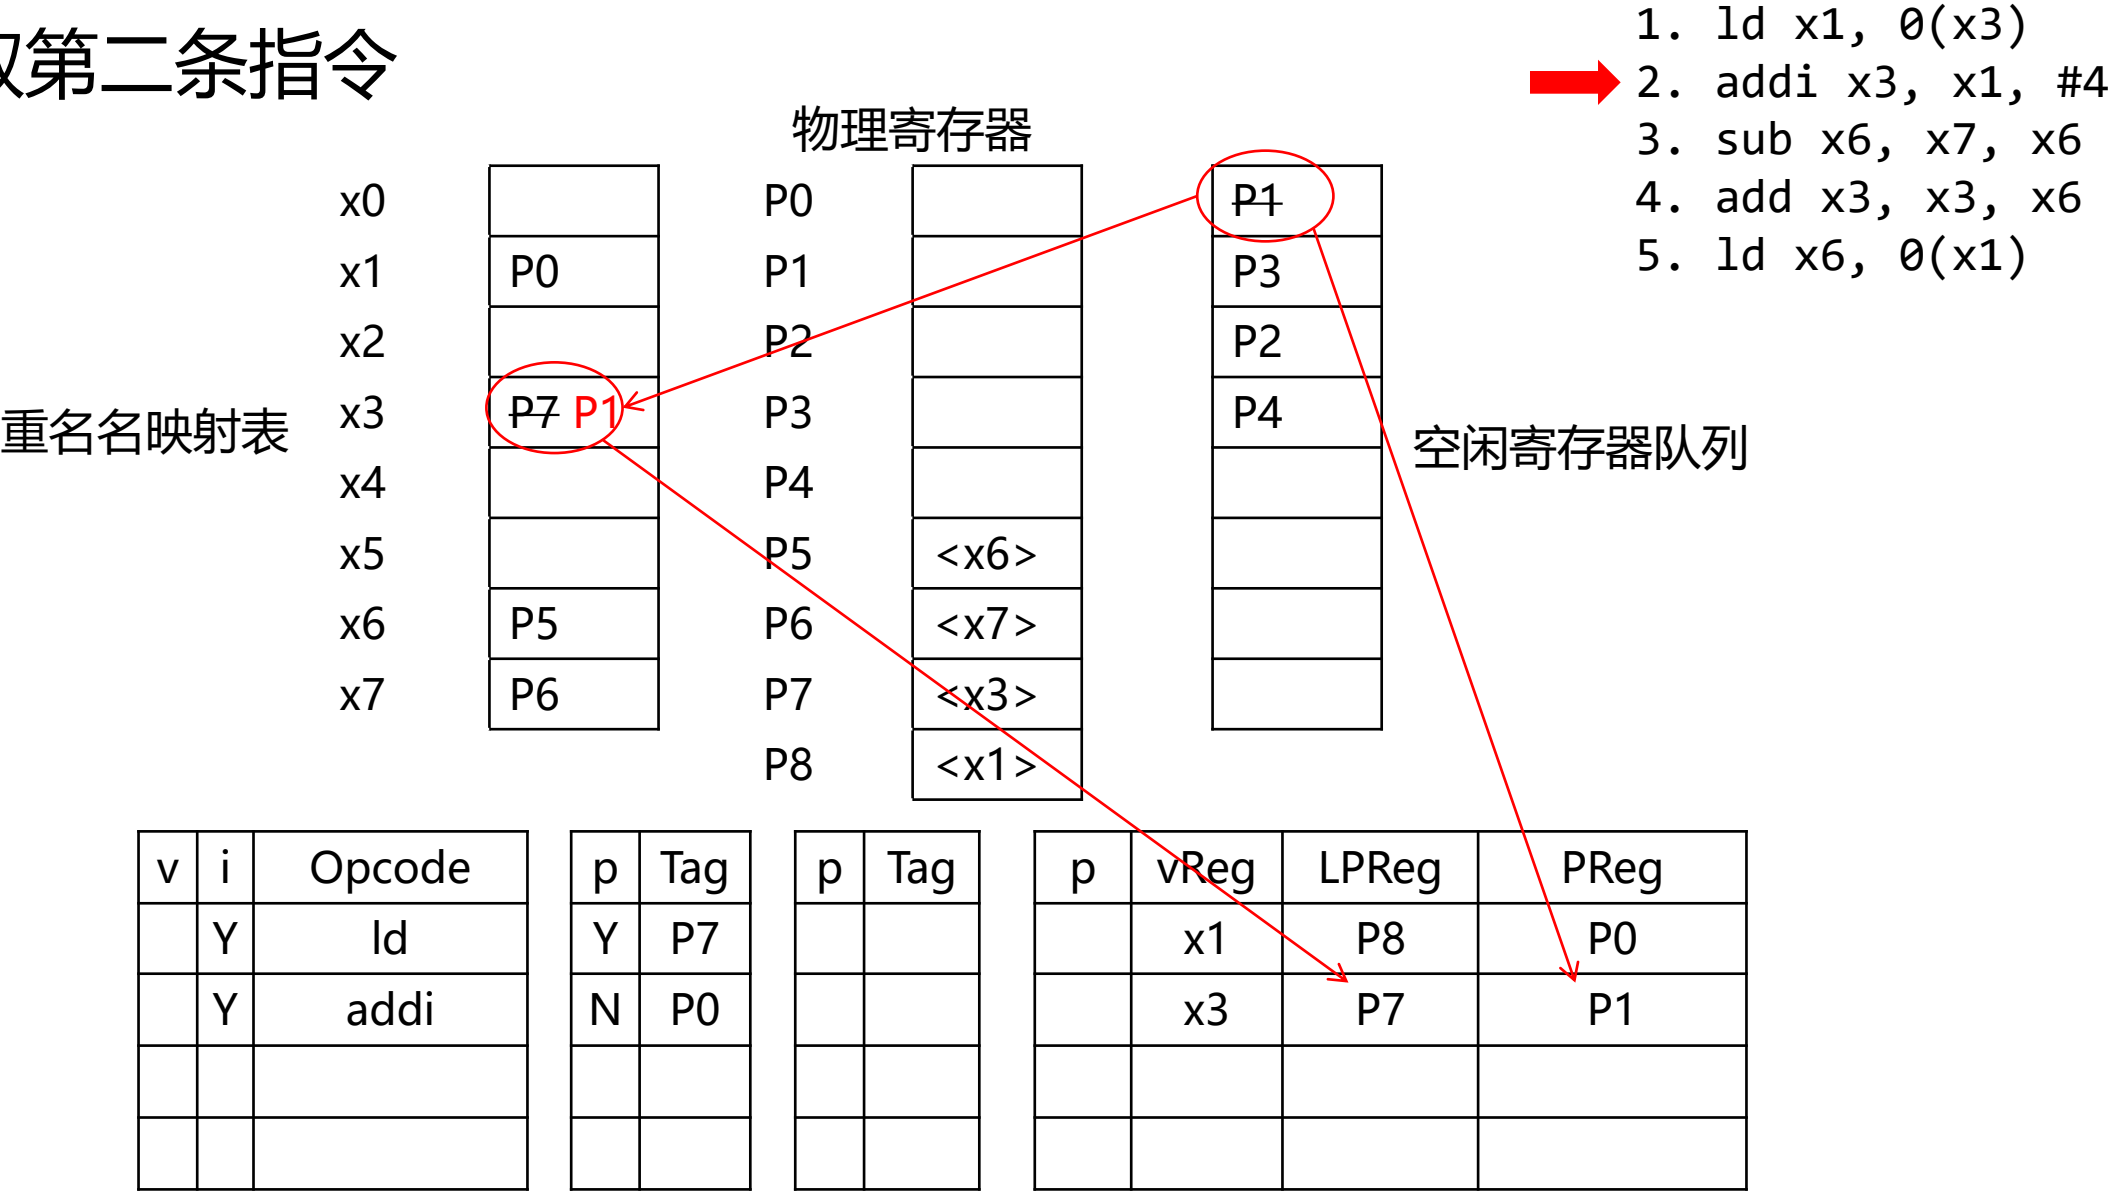 第二条指令
1. ld x1, 0(x3)
2. addi x3, x1, #4
3. sub x6, x7, x6
4. add x3, x3, x6
5. ld x6, 0(x1)
物理寄存器
x0 P0 P1
x1 P0 P1 P3
x2 P2 P2
重名名映射表 x3 P7 P1 P3 P4 空闲寄存器队列
x4 P4
x5 P5 <x6>
x6 P5 P6 <x7>
x7 P6 P7 <x3>
P8 <x1>
v i Opcode p Tag p Tag p vReg LPReg PReg
Y ld Y P7 x1 P8 P0
Y addi N P0 x3 P7 P1